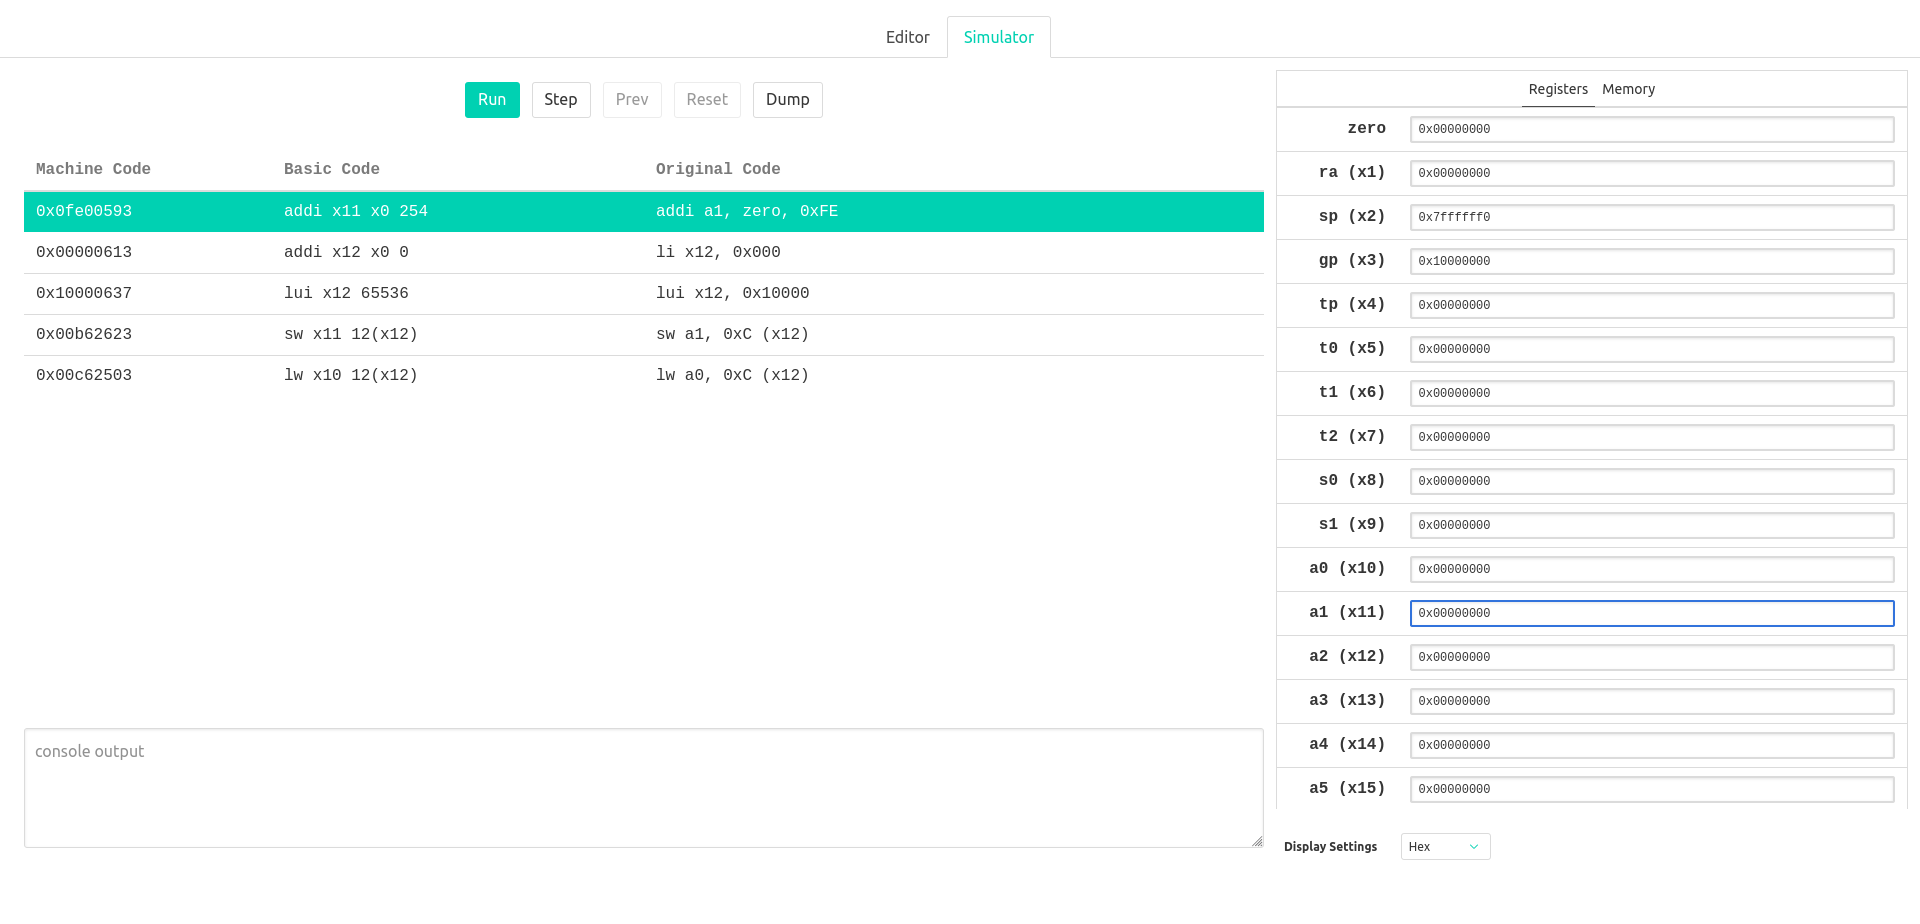 Editor Simulator
Run Step Prev Reset Dump
Machine Code Basic Code Original Code
0x0fe00593 addi x11 x0 254 addi a1, zero, 0xFE
0x00000613 addi x12 x0 0 li x12, 0x000
0x10000637 lui x12 65536 lui x12, 0x10000
0x00b62623 sw x11 12(x12) sw a1, 0xC (x12)
0x00c62503 lw x10 12(x12) lw a0, 0xC (x12)
console output
Registers Memory
zero 0x00000000
ra (x1) 0x00000000
sp (x2) 0x7ffffff0
gp (x3) 0x10000000
tp (x4) 0x00000000
t0 (x5) 0x00000000
t1 (x6) 0x00000000
t2 (x7) 0x00000000
s0 (x8) 0x00000000
s1 (x9) 0x00000000
a0 (x10) 0x00000000
a1 (x11) 0x00000000
a2 (x12) 0x00000000
a3 (x13) 0x00000000
a4 (x14) 0x00000000
a5 (x15) 0x00000000
Display Settings Hex